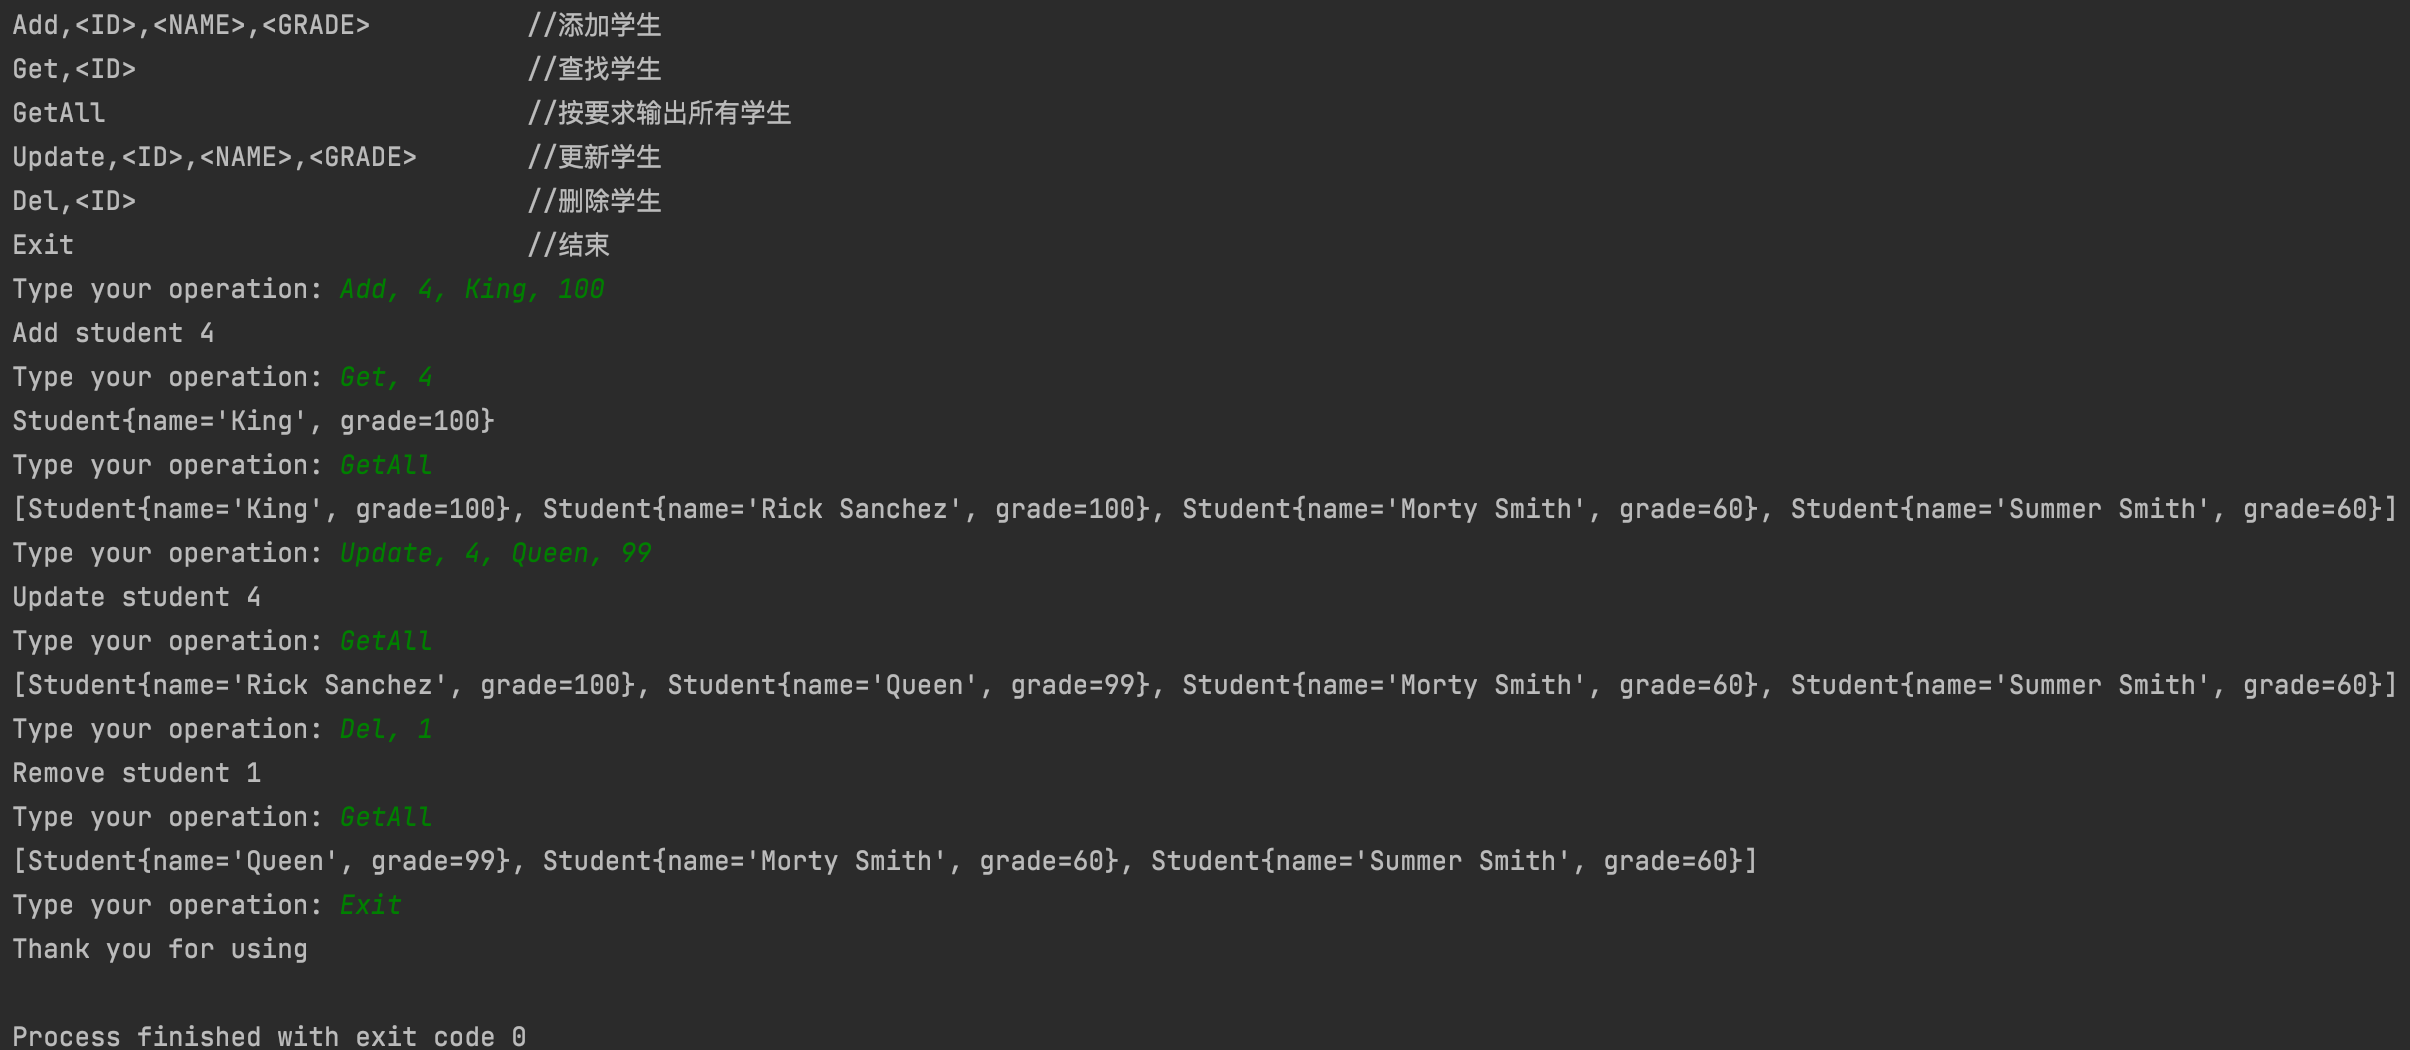 Add,<ID>,<NAME>,<GRADE> //添加学生
Get,<ID> //查找学生
GetAll //按要求输出所有学生
Update,<ID>,<NAME>,<GRADE> //更新学生
Del,<ID> //删除学生
Exit //结束
Type your operation: Add, 4, King, 100
Add student 4
Type your operation: Get, 4
Student{name='King', grade=100}
Type your operation: GetAll
[Student{name='King', grade=100}, Student{name='Rick Sanchez', grade=100}, Student{name='Morty Smith', grade=60}, Student{name='Summer Smith', grade=60}]
Type your operation: Update, 4, Queen, 99
Update student 4
Type your operation: GetAll
[Student{name='Rick Sanchez', grade=100}, Student{name='Queen', grade=99}, Student{name='Morty Smith', grade=60}, Student{name='Summer Smith', grade=60}]
Type your operation: Del, 1
Remove student 1
Type your operation: GetAll
[Student{name='Queen', grade=99}, Student{name='Morty Smith', grade=60}, Student{name='Summer Smith', grade=60}]
Type your operation: Exit
Thank you for using
Process finished with exit code 0